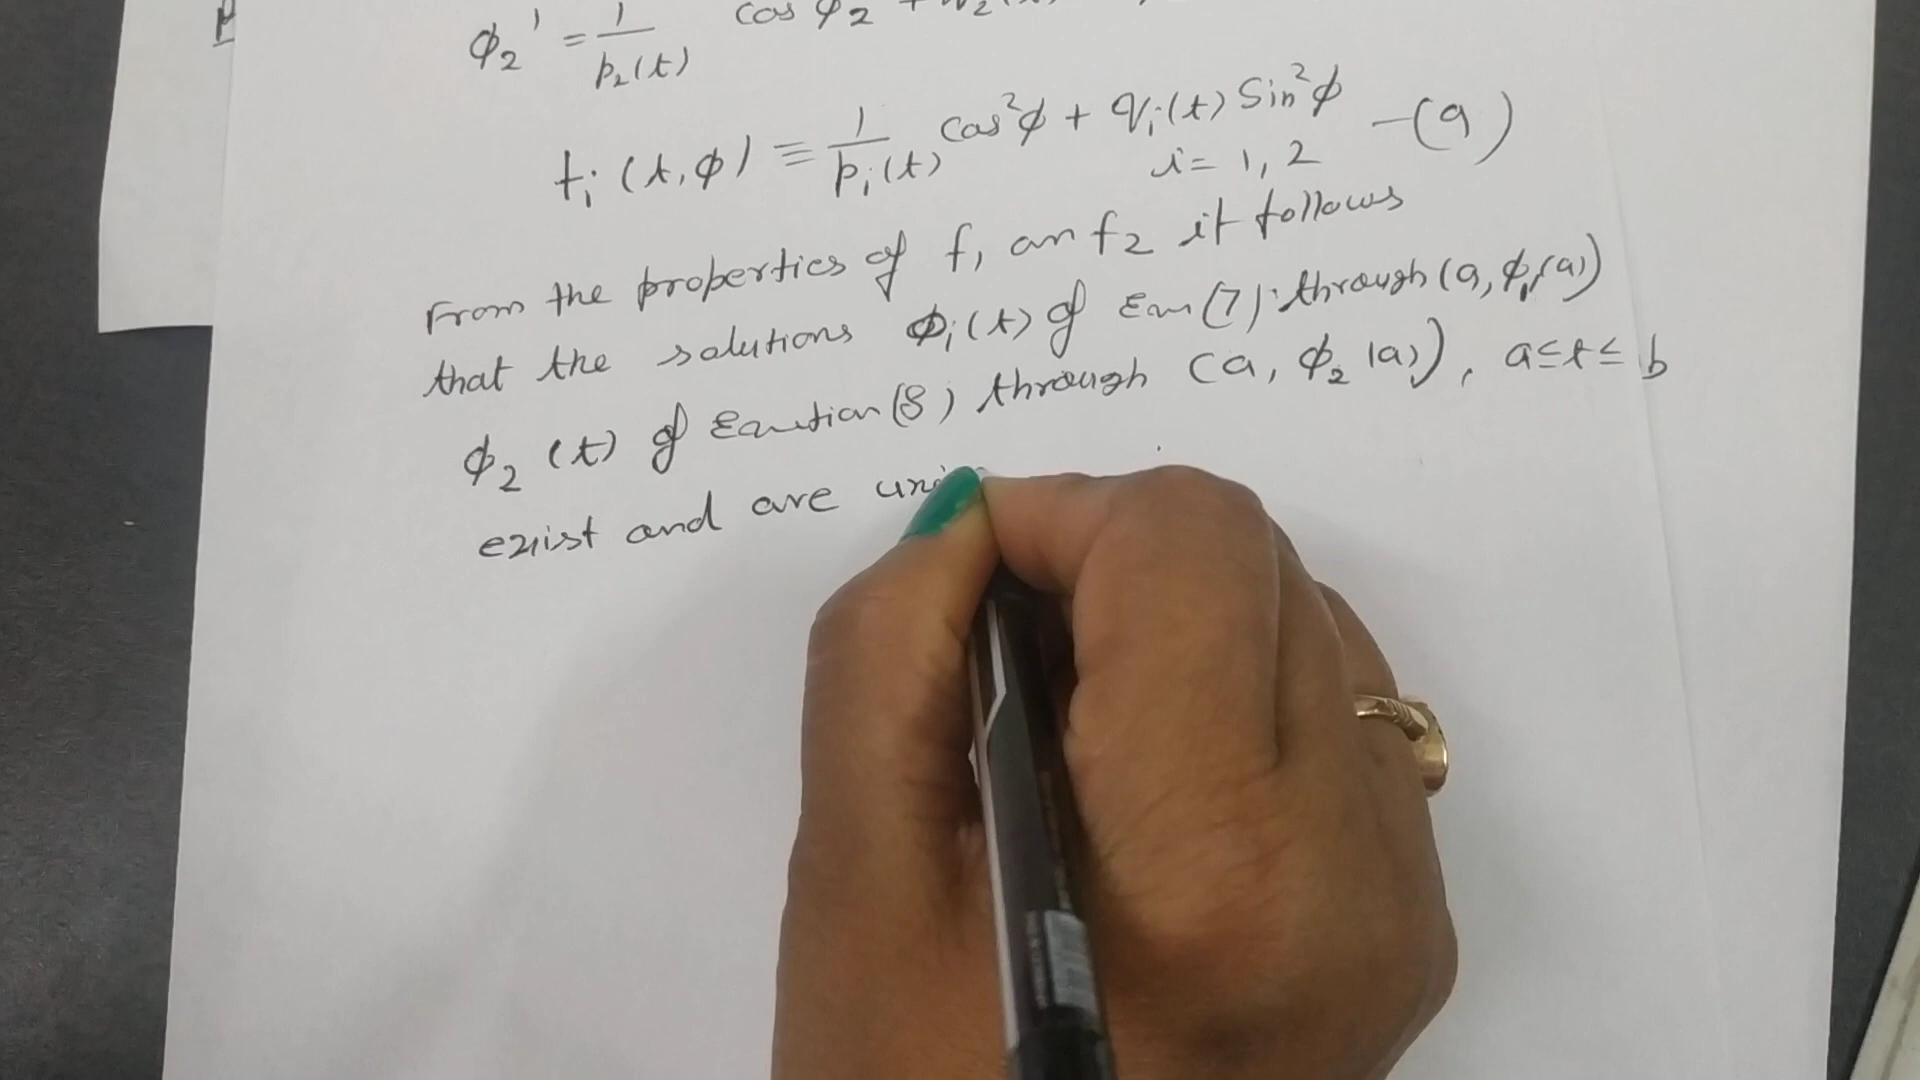 ϕ₂' = 1/p₂(t) cos ϕ₂
fᵢ(t,ϕ) ≡ 1/pᵢ(t) cos²ϕ + qᵢ(t) Sin²ϕ —(9)
i = 1, 2
From the properties of f₁ an f₂ it follows
that the solutions ϕ₁(t) of Eqn (7) through (a, ϕ₁(a))
ϕ₂(t) of Equation (8) through (a, ϕ₂(a)), a≤t≤b
exist and are uni